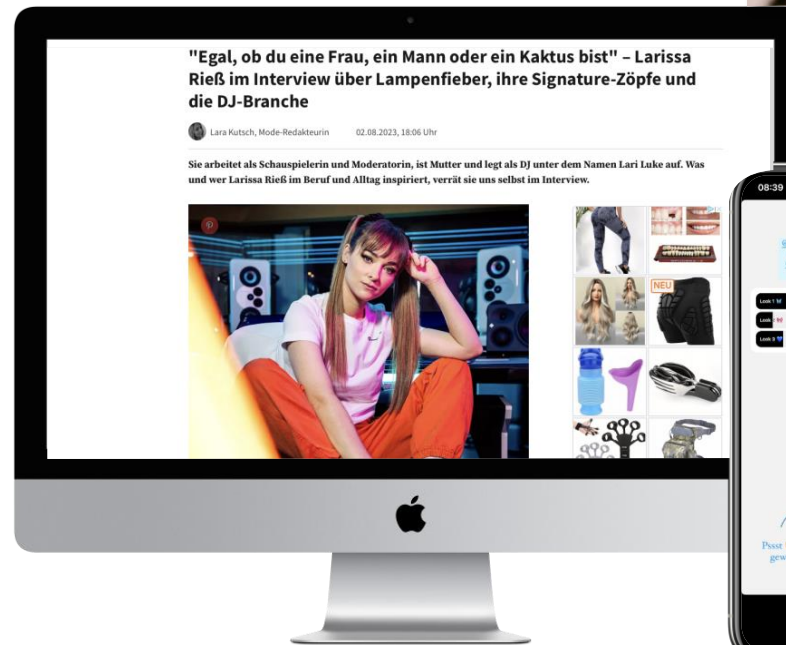 "Egal, ob du eine Frau, ein Mann oder ein Kaktus bist" – Larissa
Rieß im Interview über Lampenfieber, ihre Signature-Zöpfe und
die DJ-Branche
Lara Kutsch, Mode-Redakteurin 02.08.2023, 18:06 Uhr
Sie arbeitet als Schauspielerin und Moderatorin, ist Mutter und legt als DJ unter dem Namen Lari Luke auf. Was
und wer Larissa Rieß im Beruf und Alltag inspiriert, verrät sie uns selbst im Interview.
NEU
08:39
Look 1
Look 2
Look 3
Pssst
gew